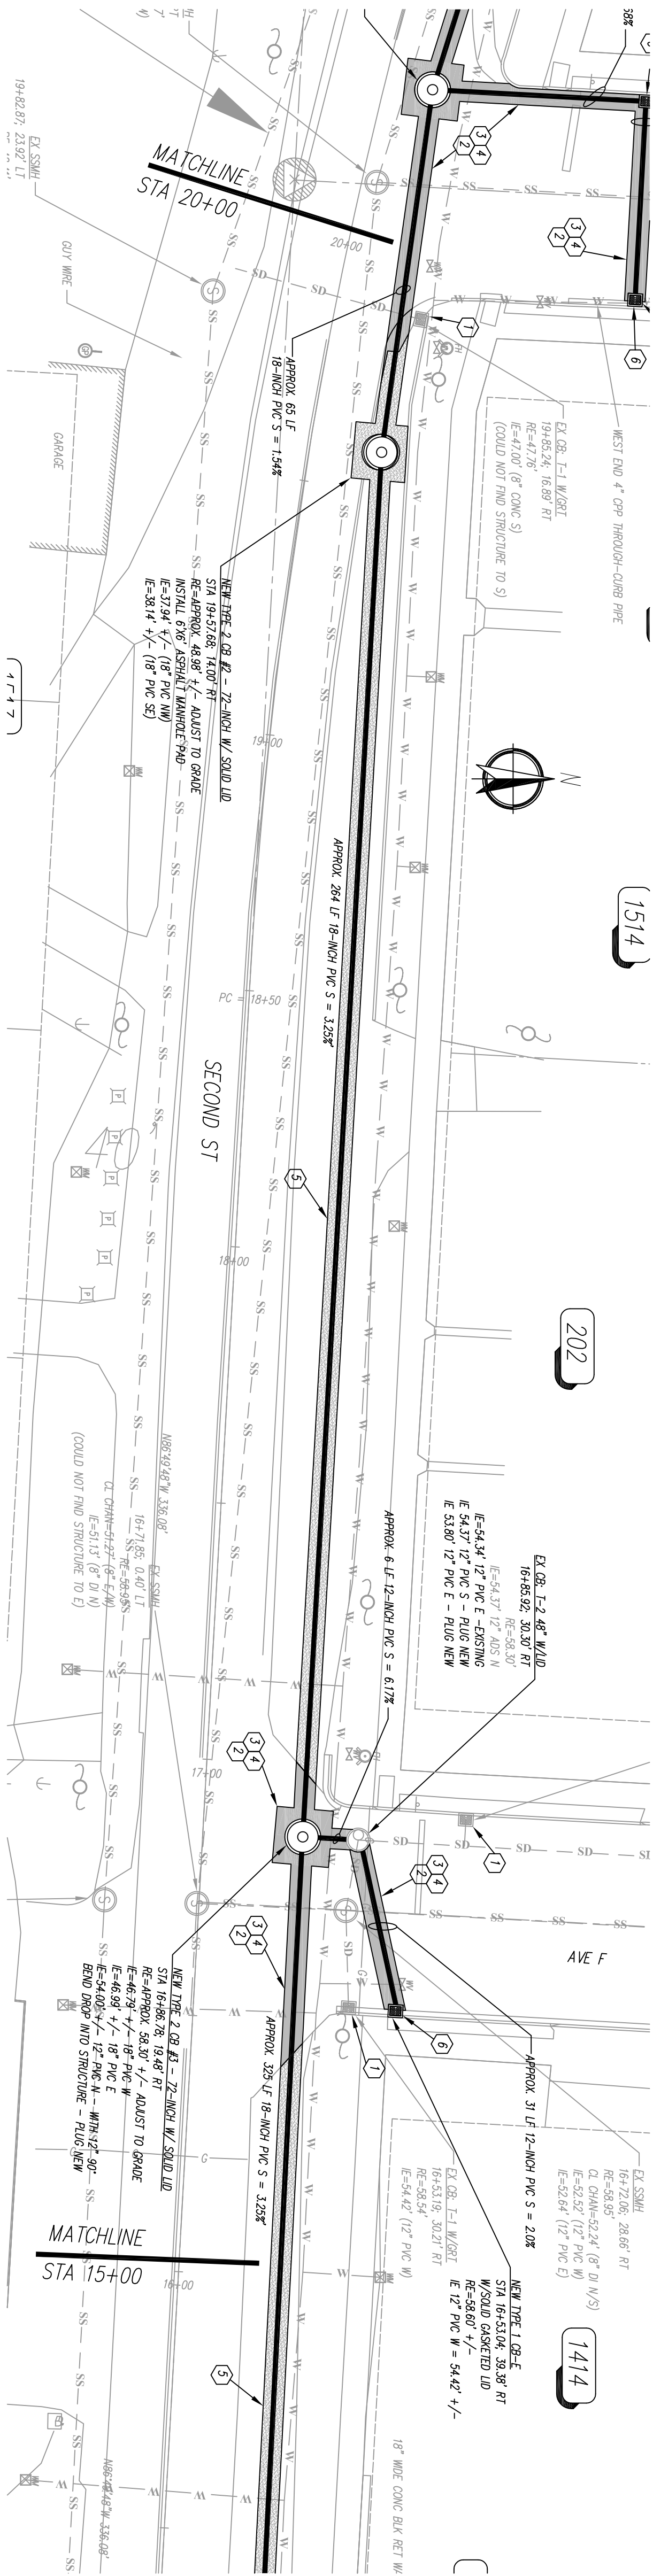 MATCHLINE
STA 20+00
EX SSMH
19+82.87; 23.92' LT
GUY WIRE
GARAGE
20+00
APPROX. 65 LF
18-INCH PVC S = 1.54%
WEST END 4" CPP THROUGH-CURB PIPE
EX CB: T-1 W/GRT
19+85.24; 16.89' RT
RE=47.76'
IE=47.00' (8" CONC S)
(COULD NOT FIND STRUCTURE TO S)
NEW TYPE 2 CB #2 - 72-INCH W/ SOLID LID
STA 19+57.68; 14.00' RT
RE=APPROX. 48.98' +/- ADJUST TO GRADE
INSTALL 6'X6' ASPHALT MANHOLE PAD
IE=37.94' +/- (18" PVC NW)
IE=38.14' +/- (18" PVC SE)
19+00
N
1514
APPROX. 264 LF 18-INCH PVC S = 3.25%
PC = 18+50
SECOND ST
5
18+00
202
N86°49'48"W 336.08'
EX SSMH
16+71.85; 0.40' LT
RE=58.95'
CL CHAN=51.27' (8" E/W)
IE=51.13' (8" DI N)
(COULD NOT FIND STRUCTURE TO E)
EX CB: T-2 48" W/LID
16+85.92; 30.30' RT
RE=58.30'
IE=54.37' 12" ADS N
IE=54.34' 12" PVC E -EXISTING
IE 54.37' 12" PVC S - PLUG NEW
IE 53.80' 12" PVC E - PLUG NEW
APPROX. 6 LF 12-INCH PVC S = 6.17%
17+00
3 4
2
1
6
AVE F
APPROX. 31 LF 12-INCH PVC S = 2.0%
NEW TYPE 2 CB #3 - 72-INCH W/ SOLID LID
STA 16+86.78; 19.48' RT
RE=APPROX. 58.30' +/- ADJUST TO GRADE
IE=46.79' +/- 18" PVC W
IE=46.99' +/- 18" PVC E
IE=54.00' +/- 12" PVC N - WITH 12" 90°
BEND DROP INTO STRUCTURE - PLUG NEW
APPROX. 325 LF 18-INCH PVC S = 3.25%
EX CB: T-1 W/GRT
16+53.19; 30.21' RT
RE=58.54'
IE=54.42' (12" PVC W)
EX SSMH
16+72.06; 28.66' RT
RE=58.95'
CL CHAN=52.24' (8" DI N/S)
IE=52.52' (12" PVC W)
IE=52.64' (12" PVC E)
NEW TYPE 1 CB-E
STA 16+53.04; 39.38' RT
W/SOLID GASKETED LID
RE=58.60' +/-
IE 12" PVC W = 54.42' +/-
MATCHLINE
STA 15+00
16+00
1414
5
18" WIDE CONC BLK RET W
N86°49'48"W 336.08'